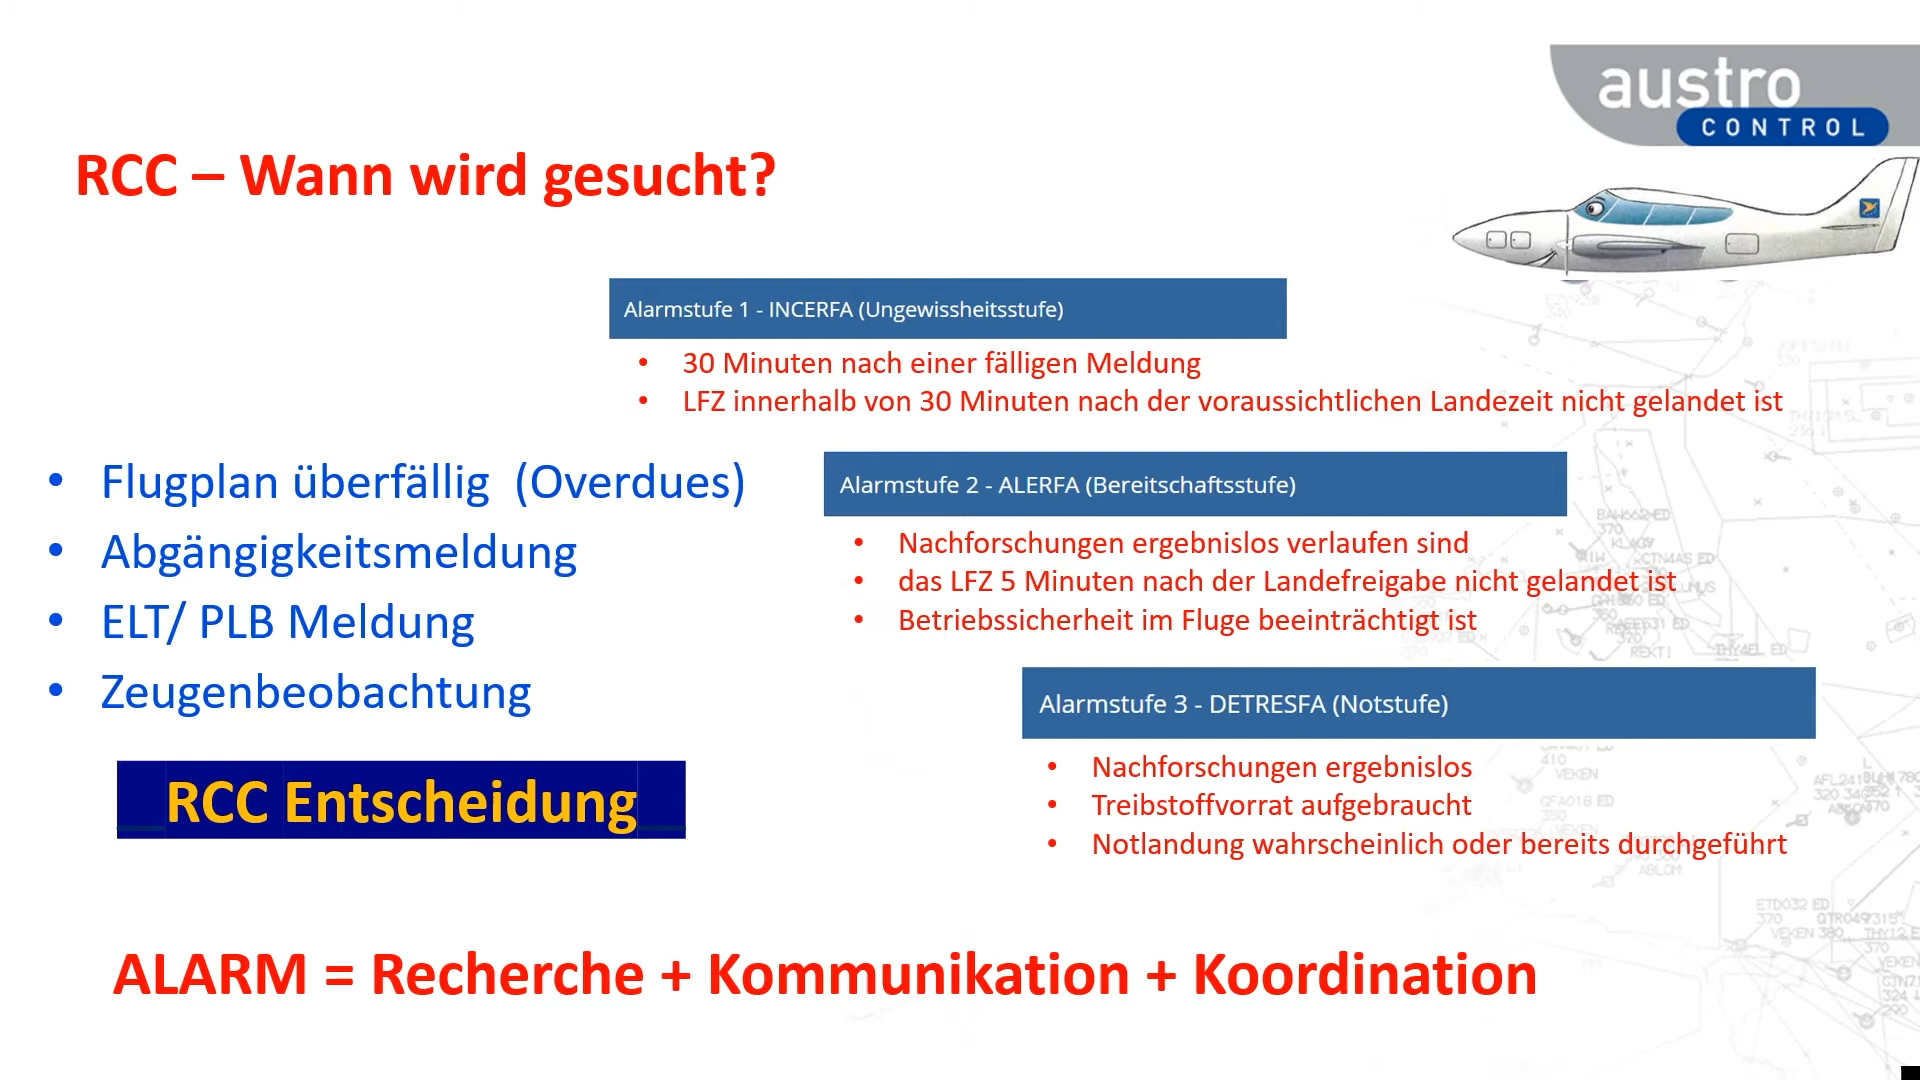 austro
CONTROL
RCC – Wann wird gesucht?
Alarmstufe 1 - INCERFA (Ungewissheitsstufe)
• 30 Minuten nach einer fälligen Meldung
• LFZ innerhalb von 30 Minuten nach der voraussichtlichen Landezeit nicht gelandet ist
• Flugplan überfällig (Overdues)
• Abgängigkeitsmeldung
• ELT/ PLB Meldung
• Zeugenbeobachtung
RCC Entscheidung
Alarmstufe 2 - ALERFA (Bereitschaftsstufe)
• Nachforschungen ergebnislos verlaufen sind
• das LFZ 5 Minuten nach der Landefreigabe nicht gelandet ist
• Betriebssicherheit im Fluge beeinträchtigt ist
Alarmstufe 3 - DETRESFA (Notstufe)
• Nachforschungen ergebnislos
• Treibstoffvorrat aufgebraucht
• Notlandung wahrscheinlich oder bereits durchgeführt
ALARM = Recherche + Kommunikation + Koordination